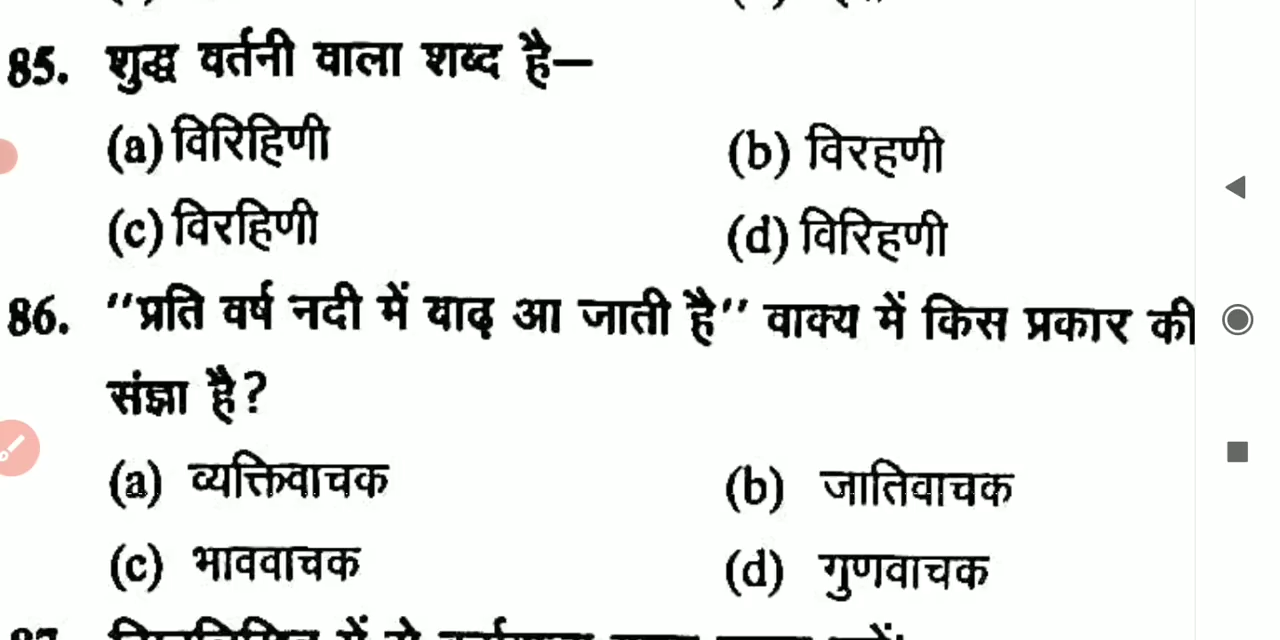 85. शुद्ध वर्तनी वाला शब्द है—
(a) विरिहिणी (b) विरहणी
(c) विरहिणी (d) विरिहणी
86. "प्रति वर्ष नदी में बाढ़ आ जाती है" वाक्य में किस प्रकार की
संज्ञा है?
(a) व्यक्तिवाचक (b) जातिवाचक
(c) भाववाचक (d) गुणवाचक